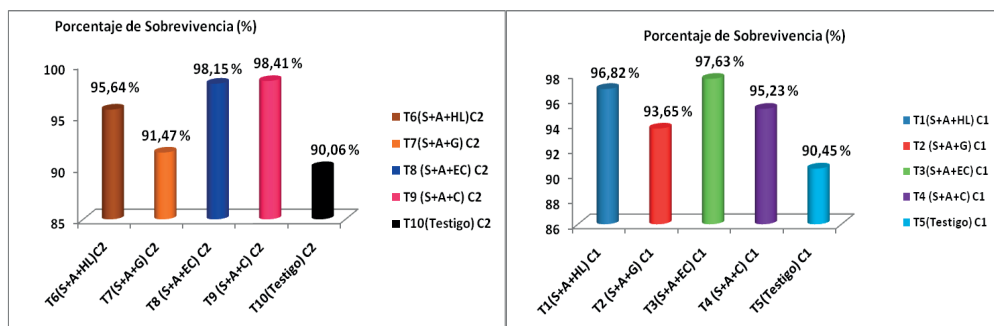 Porcentaje de Sobrevivencia (%)
100
95
90
85
95,64 %
91,47 %
98,15 %
98,41 %
90,06 %
T6(S+A+HL)C2
T7(S+A+G) C2
T8 (S+A+EC) C2
T9 (S+A+C) C2
T10(Testigo) C2
T6(S+A+HL) C2
T7(S+A+G) C2
T8 (S+A+EC) C2
T9 (S+A+C) C2
T10(Testigo) C2
Porcentaje de Sobrevivencia (%)
98
96
94
92
90
88
86
96,82 %
93,65 %
97,63 %
95,23 %
90,45 %
T1(S+A+HL) C1
T2 (S+A+G) C1
T3(S+A+EC) C1
T4 (S+A+C) C1
T5(Testigo) C1
T1(S+A+HL) C1
T2 (S+A+G) C1
T3(S+A+EC) C1
T4 (S+A+C) C1
T5(Testigo) C1